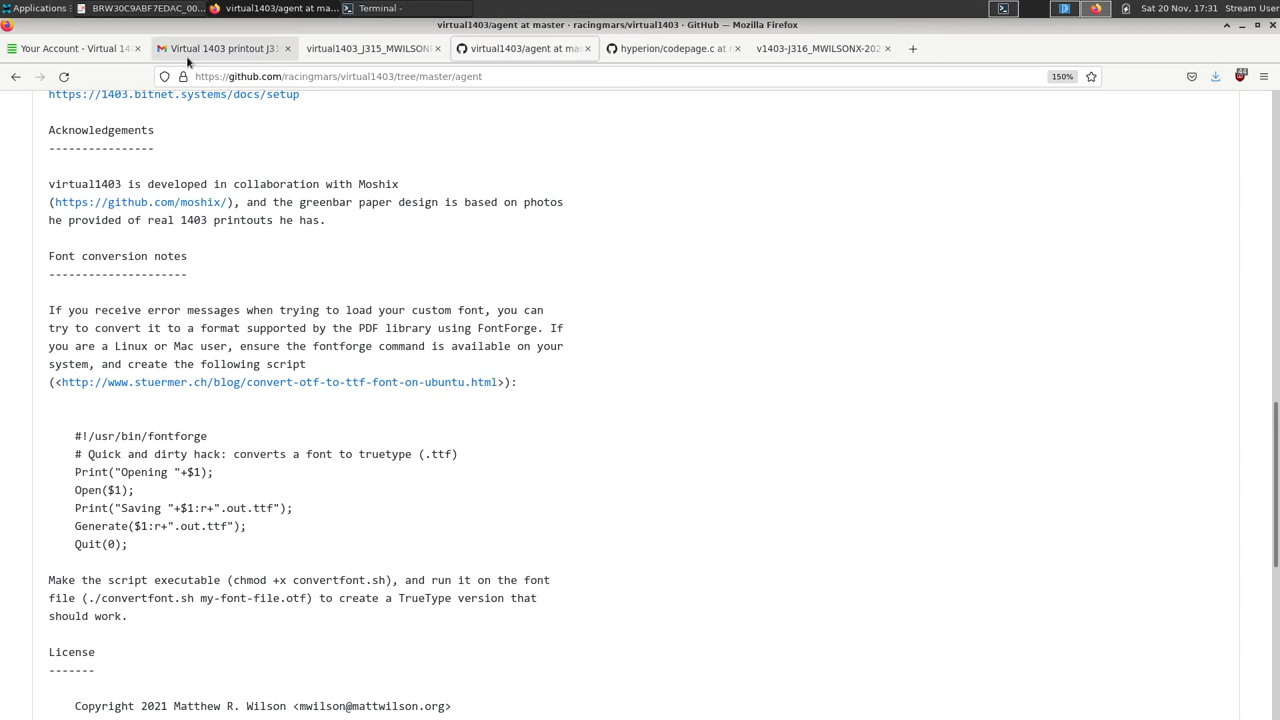 Applications
BRW30C9ABF7EDAC_00...
virtual1403/agent at ma...
Terminal -
Sat 20 Nov, 17:31
Stream User
virtual1403/agent at master · racingmars/virtual1403 · GitHub — Mozilla Firefox
Your Account - Virtual 14
Virtual 1403 printout J31
virtual1403_J315_MWILSON
virtual1403/agent at mas
hyperion/codepage.c at r
v1403-J316_MWILSONX-202
https://github.com/racingmars/virtual1403/tree/master/agent
150%
https://1403.bitnet.systems/docs/setup
Acknowledgements
----------------
virtual1403 is developed in collaboration with Moshix
(https://github.com/moshix/), and the greenbar paper design is based on photos
he provided of real 1403 printouts he has.
Font conversion notes
---------------------
If you receive error messages when trying to load your custom font, you can
try to convert it to a format supported by the PDF library using FontForge. If
you are a Linux or Mac user, ensure the fontforge command is available on your
system, and create the following script
(<http://www.stuermer.ch/blog/convert-otf-to-ttf-font-on-ubuntu.html>):
#!/usr/bin/fontforge
# Quick and dirty hack: converts a font to truetype (.ttf)
Print("Opening "+$1);
Open($1);
Print("Saving "+$1:r+".out.ttf");
Generate($1:r+".out.ttf");
Quit(0);
Make the script executable (chmod +x convertfont.sh), and run it on the font
file (./convertfont.sh my-font-file.otf) to create a TrueType version that
should work.
License
-------
Copyright 2021 Matthew R. Wilson <mwilson@mattwilson.org>